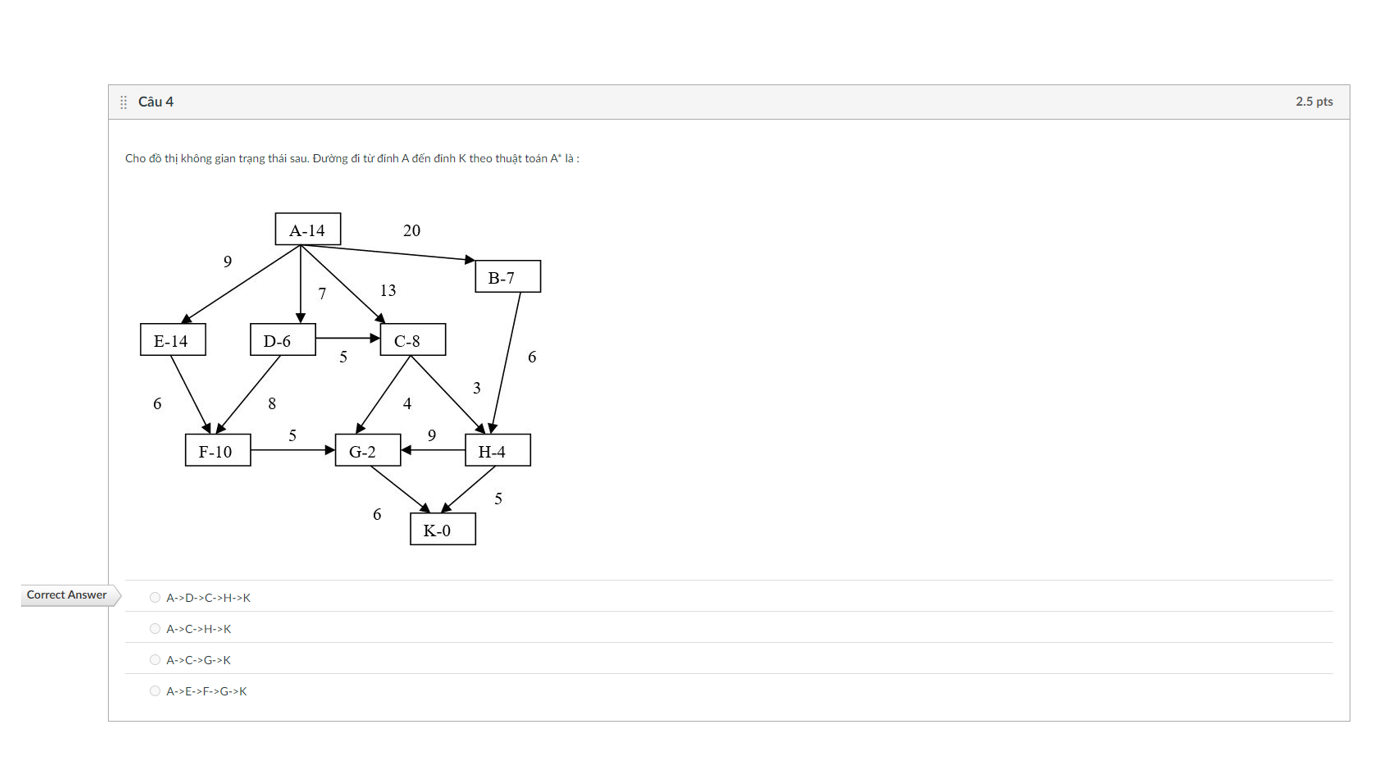 Câu 4
2.5 pts
Cho đồ thị không gian trạng thái sau. Đường đi từ đỉnh A đến đỉnh K theo thuật toán A* là :
A-14
20
9
B-7
7
13
E-14
D-6
C-8
5
6
3
6
8
4
5
9
F-10
G-2
H-4
5
6
K-0
Correct Answer
A->D->C->H->K
A->C->H->K
A->C->G->K
A->E->F->G->K